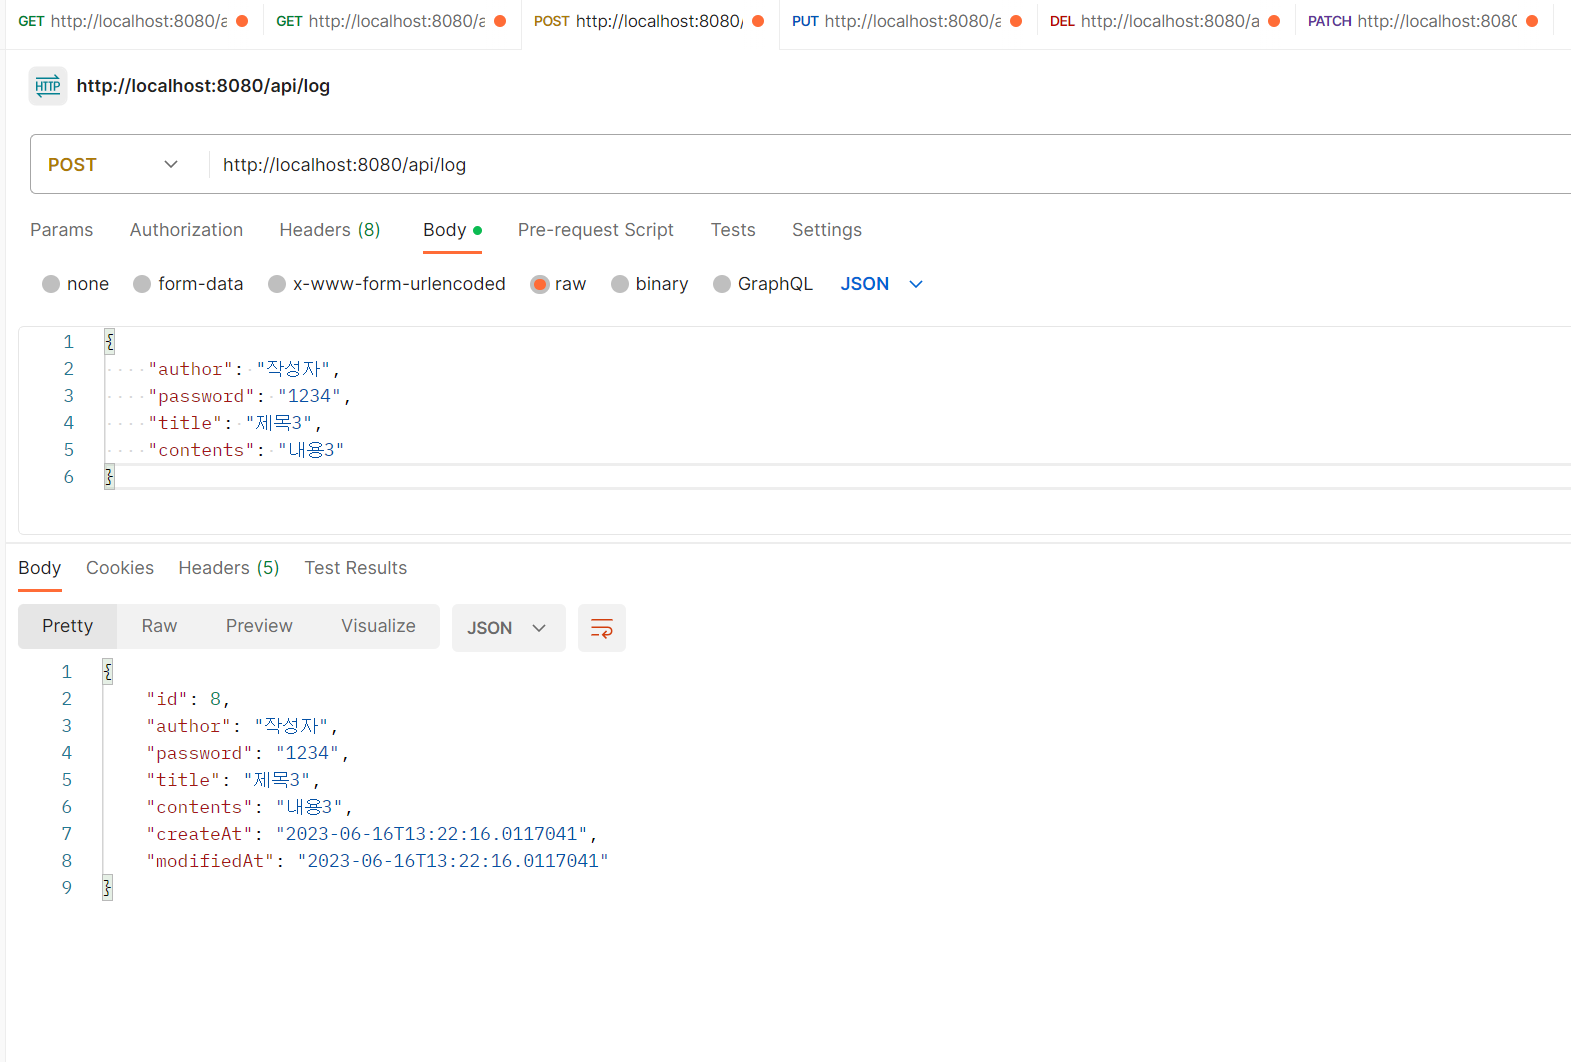 GET http://localhost:8080/a GET http://localhost:8080/a POST http://localhost:8080/ PUT http://localhost:8080/a DEL http://localhost:8080/a PATCH http://localhost:8080
HTTP http://localhost:8080/api/log
POST http://localhost:8080/api/log
Params Authorization Headers (8) Body Pre-request Script Tests Settings
none form-data x-www-form-urlencoded raw binary GraphQL JSON
1 {
2 "author": "작성자",
3 "password": "1234",
4 "title": "제목3",
5 "contents": "내용3"
6 }
Body Cookies Headers (5) Test Results
Pretty Raw Preview Visualize JSON
1 {
2 "id": 8,
3 "author": "작성자",
4 "password": "1234",
5 "title": "제목3",
6 "contents": "내용3",
7 "createAt": "2023-06-16T13:22:16.0117041",
8 "modifiedAt": "2023-06-16T13:22:16.0117041"
9 }